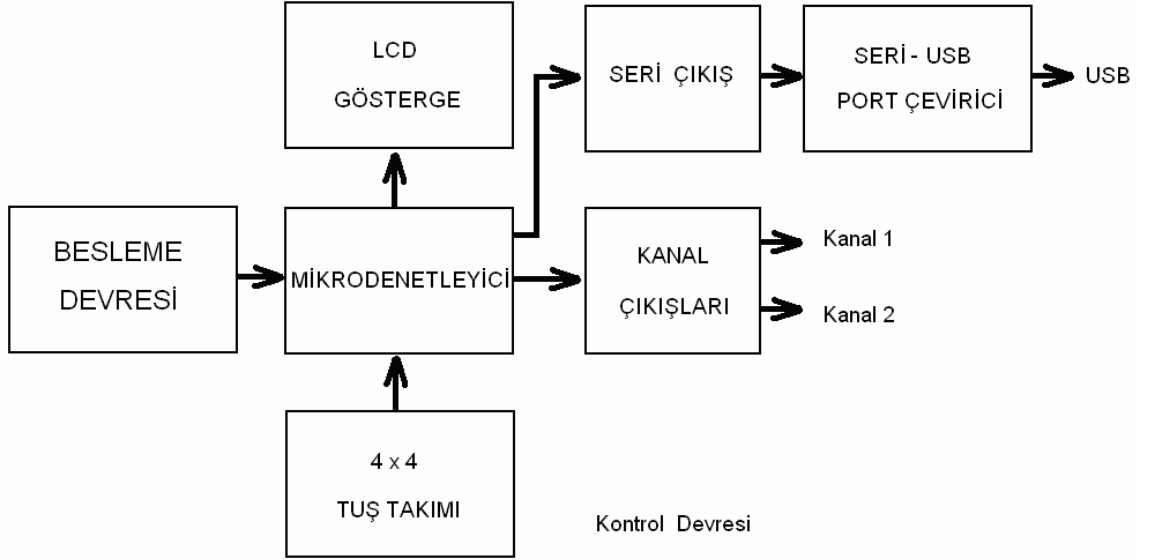 LCD
GÖSTERGE
SERİ ÇIKIŞ
SERİ - USB
PORT ÇEVİRİCİ
USB
BESLEME
DEVRESİ
MİKRODENETLEYİCİ
KANAL
ÇIKIŞLARI
Kanal 1
Kanal 2
4 x 4
TUŞ TAKIMI
Kontrol Devresi